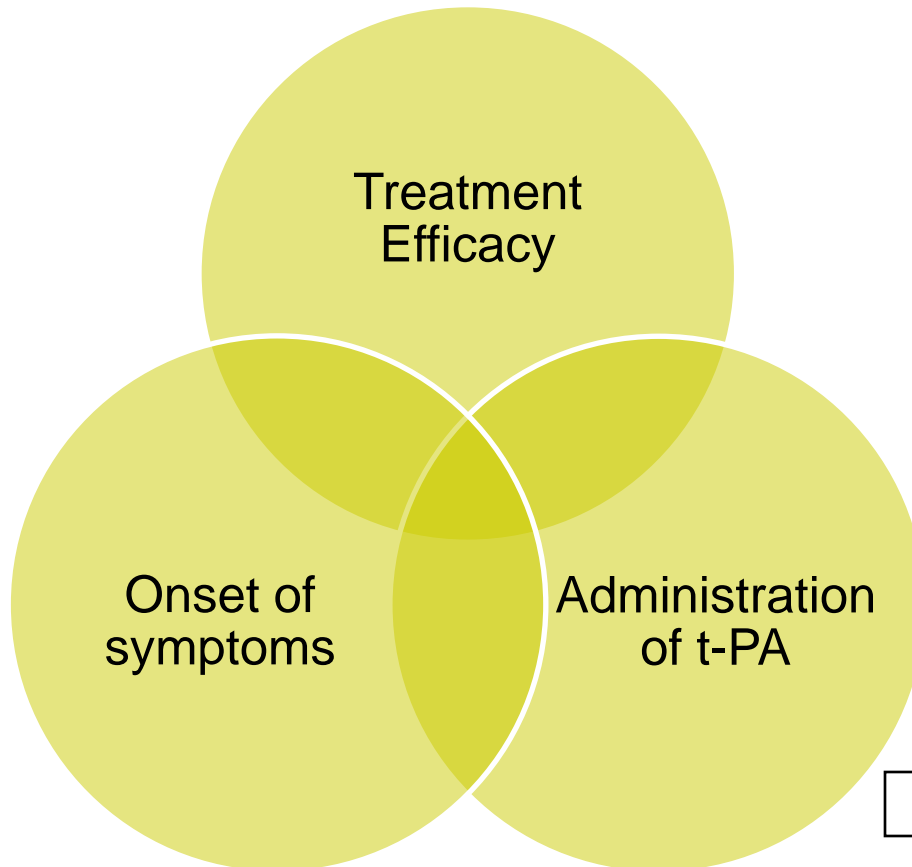 Treatment
Efficacy
Onset of
symptoms
Administration
of t-PA